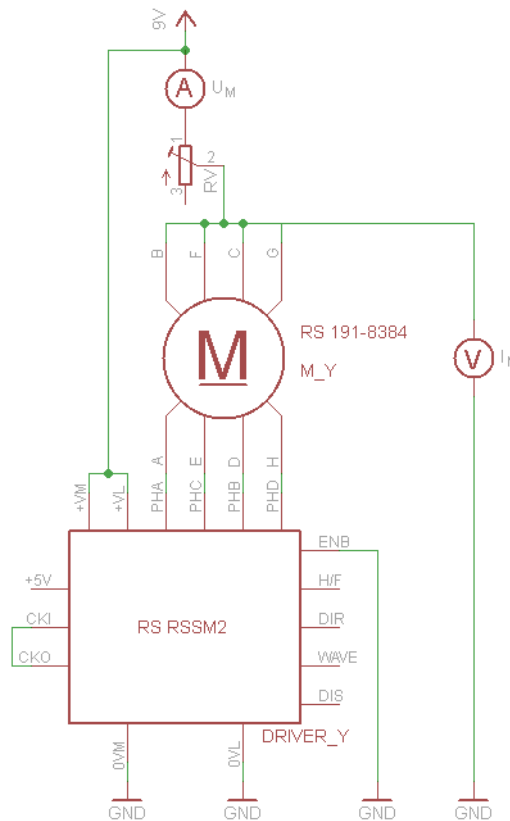 9V
A
U_M
1
2
3
RV
B
F
C
G
M
RS 191-8384
M_Y
V
A
E
D
H
+VM
+VL
PHA
PHC
PHB
PHD
ENB
+5V
H/F
CKI
RS RSSM2
DIR
CKO
WAVE
DIS
DRIVER_Y
0VM
0VL
GND
GND
GND
GND